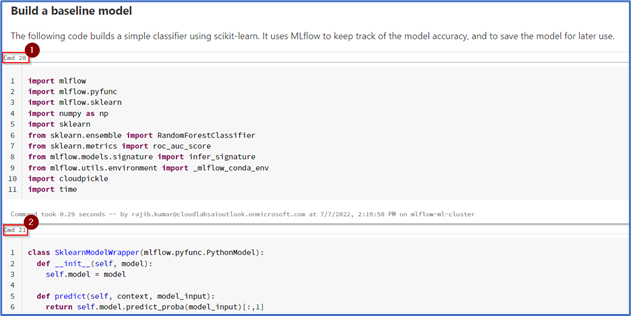 Build a baseline model
The following code builds a simple classifier using scikit-learn. It uses MLflow to keep track of the model accuracy, and to save the model for later use.
1
Cmd 20
1 import mlflow
2 import mlflow.pyfunc
3 import mlflow.sklearn
4 import numpy as np
5 import sklearn
6 from sklearn.ensemble import RandomForestClassifier
7 from sklearn.metrics import roc_auc_score
8 from mlflow.models.signature import infer_signature
9 from mlflow.utils.environment import _mlflow_conda_env
10 import cloudpickle
11 import time
Command took 0.29 seconds -- by rajib.kumar@cloudlabsaioutlook.onmicrosoft.com at 7/7/2022, 2:19:50 PM on mlflow-ml-cluster
2
Cmd 21
1 class SklearnModelWrapper(mlflow.pyfunc.PythonModel):
2 def __init__(self, model):
3 self.model = model
4
5 def predict(self, context, model_input):
6 return self.model.predict_proba(model_input)[:,1]